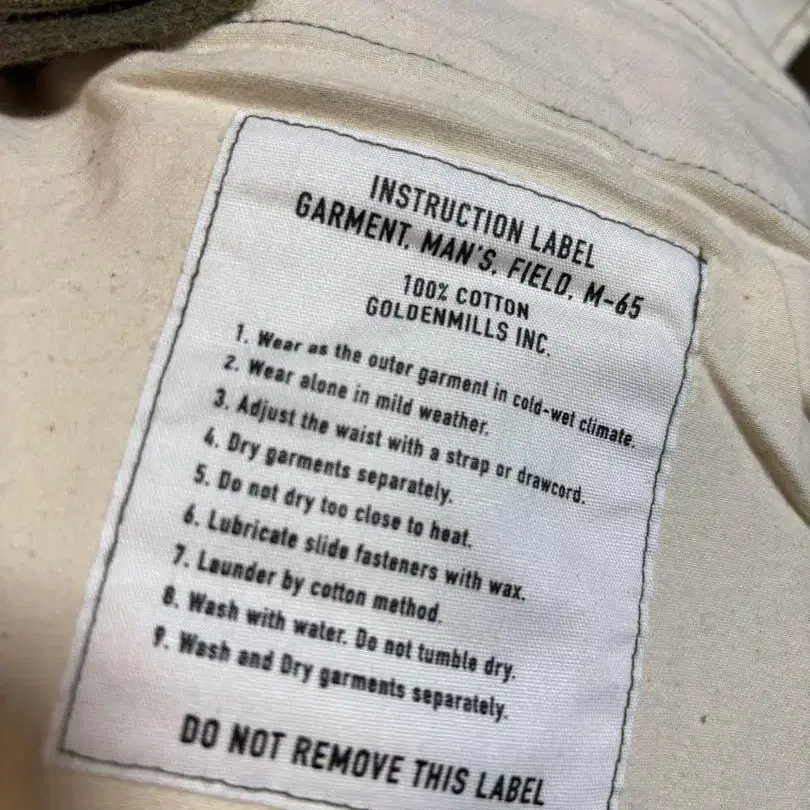 INSTRUCTION LABEL
GARMENT, MAN'S, FIELD, M-65
100% COTTON
GOLDENMILLS INC.
1. Wear as the outer garment in cold-wet climate.
2. Wear alone in mild weather.
3. Adjust the waist with a strap or drawcord.
4. Dry garments separately.
5. Do not dry too close to heat.
6. Lubricate slide fasteners with wax.
7. Launder by cotton method.
8. Wash with water. Do not tumble dry.
9. Wash and Dry garments separately.
DO NOT REMOVE THIS LABEL